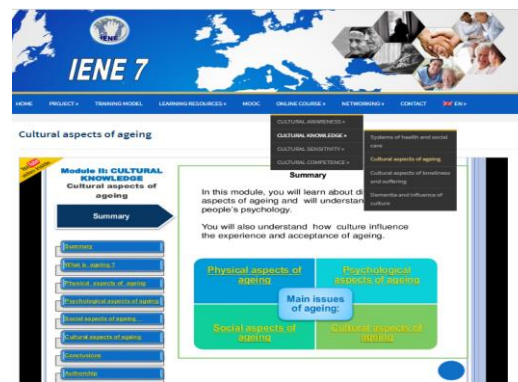 IENE
IENE 7
HOME PROJECT » TRAINING MODEL LEARNING RESOURCES » MOOC ONLINE COURSE » NETWORKING » CONTACT EN »
CULTURAL AWARENESS »
CULTURAL KNOWLEDGE »
CULTURAL SENSITIVITY »
CULTURAL COMPETENCE »
Systems of health and social
care
Cultural aspects of ageing
Cultural aspects of loneliness
and suffering
Dementia and influence of
culture
Cultural aspects of ageing
Module II: CULTURAL
KNOWLEDGE
Cultural aspects of
ageing
Summary
Summary
What is ageing ?
Physical aspects of ageing
Psychological aspects of ageing
Social aspects of ageing
Cultural aspects of ageing
Conclusions
Authorship
Summary
In this module, you will learn about
aspects of ageing and will understan
people's psychology.
You will also understand how culture influence
the experience and acceptance of ageing.
Physical aspects of
ageing
Psychological
aspects of ageing
Main issues
of ageing:
Social aspects of
ageing
Cultural aspects of
ageing